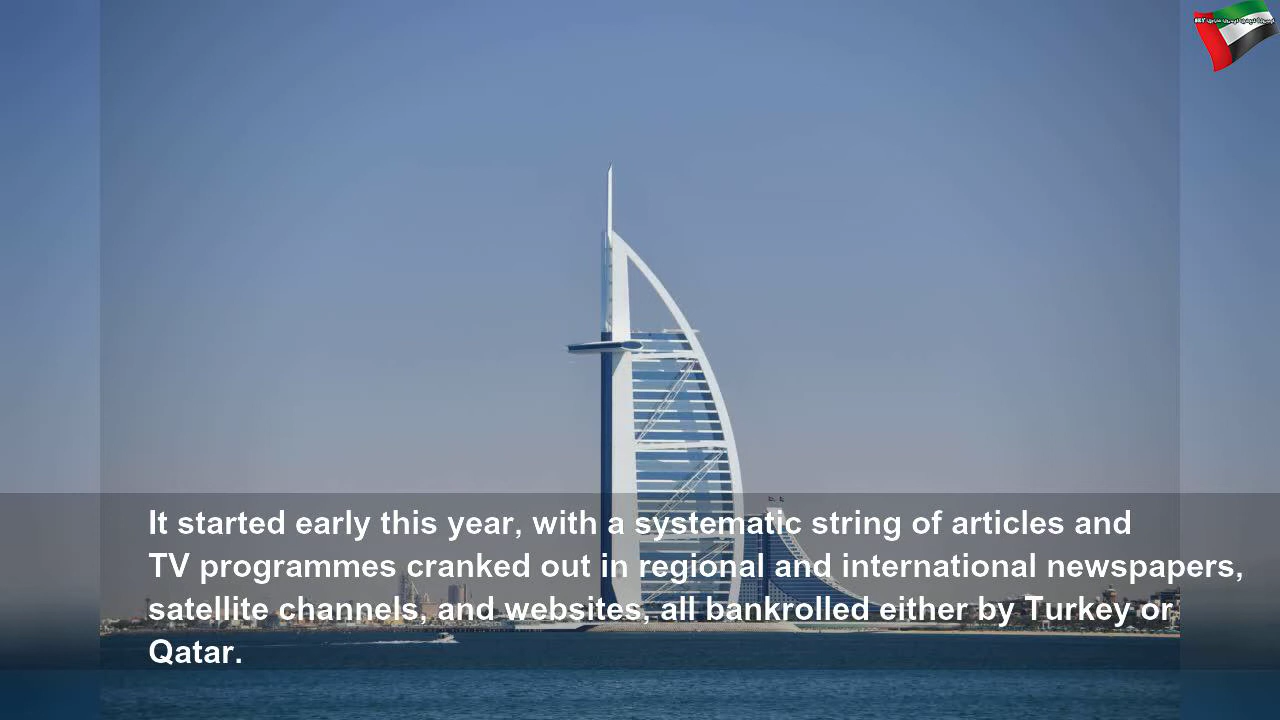 It started early this year, with a systematic string of articles and
TV programmes cranked out in regional and international newspapers,
satellite channels, and websites, all bankrolled either by Turkey or
Qatar.